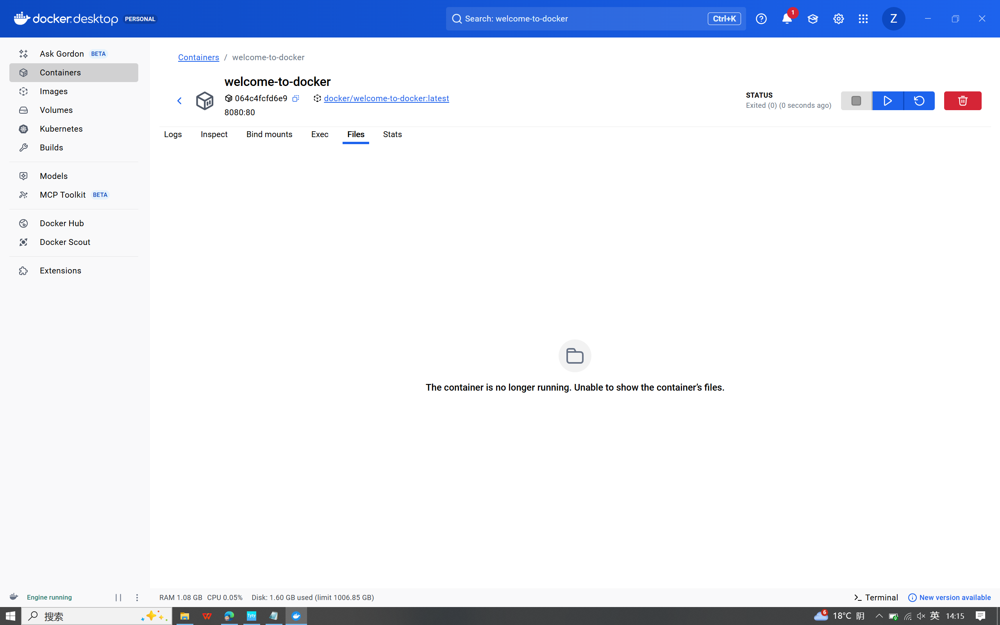 docker desktop PERSONAL
Search: welcome-to-docker Ctrl+K
1
Z
Ask Gordon BETA
Containers
Images
Volumes
Kubernetes
Builds
Models
MCP Toolkit BETA
Docker Hub
Docker Scout
Extensions
Containers / welcome-to-docker
welcome-to-docker
064c4fcfd6e9 docker/welcome-to-docker:latest
8080:80
STATUS
Exited (0) (0 seconds ago)
Logs Inspect Bind mounts Exec Files Stats
The container is no longer running. Unable to show the container’s files.
Engine running
RAM 1.08 GB CPU 0.05% Disk: 1.60 GB used (limit 1006.85 GB)
Terminal New version available
搜索
Tyty
6
18°C 阴
英 14:15